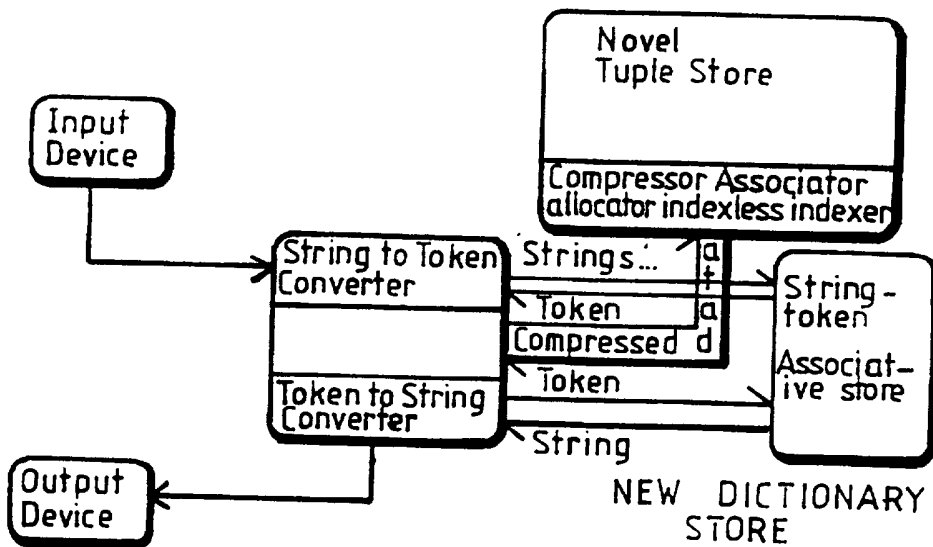 Novel
Tuple Store
Input
Device
Compressor Associator
allocator indexless indexer
String to Token
Converter
Strings...
Token
Compressed data
Token
String
Token to String
Converter
String-
token
Associat-
ive store
Output
Device
NEW DICTIONARY
STORE